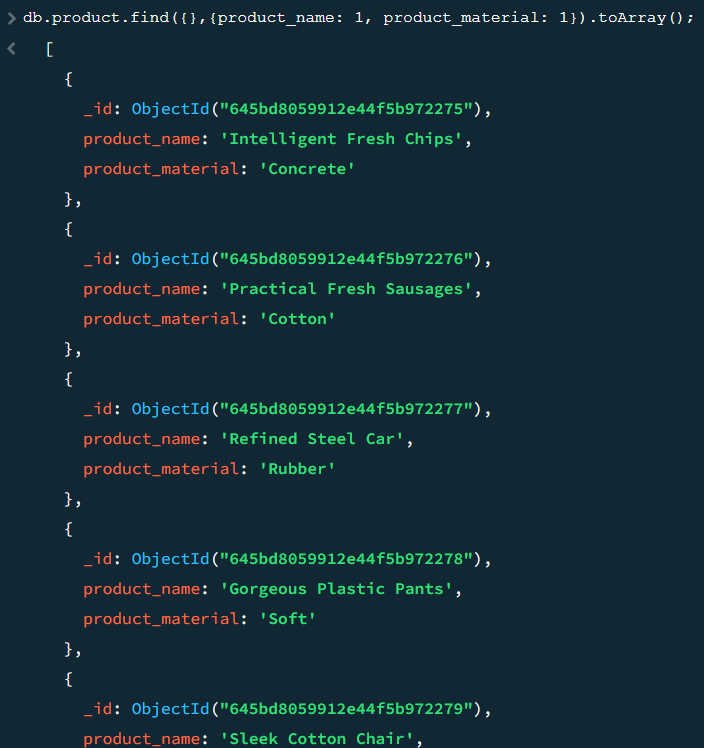 > db.product.find({},{product_name: 1, product_material: 1}).toArray();
< [
{
_id: ObjectId("645bd8059912e44f5b972275"),
product_name: 'Intelligent Fresh Chips',
product_material: 'Concrete'
},
{
_id: ObjectId("645bd8059912e44f5b972276"),
product_name: 'Practical Fresh Sausages',
product_material: 'Cotton'
},
{
_id: ObjectId("645bd8059912e44f5b972277"),
product_name: 'Refined Steel Car',
product_material: 'Rubber'
},
{
_id: ObjectId("645bd8059912e44f5b972278"),
product_name: 'Gorgeous Plastic Pants',
product_material: 'Soft'
},
{
_id: ObjectId("645bd8059912e44f5b972279"),
product_name: 'Sleek Cotton Chair',